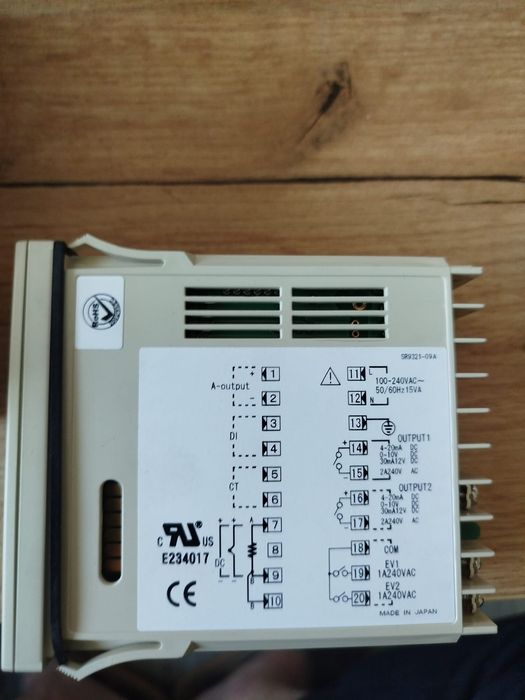 RoHS
SR9321-09A
+ 1
A-output
- 2
3
DI
4
5
CT
6
7
8
9
10
DC
+ +
- -
A
B
B
C UR US
E234017
CE
11 L
100-240VAC~
50/60Hz15VA
12 N
13
OUTPUT1
14 +
4-20mA DC
0-10V DC
30mA12V DC
15 -
2A240V AC
OUTPUT2
16 +
4-20mA DC
0-10V DC
30mA12V DC
17 -
2A240V AC
18 COM
EV1
19 1A240VAC
EV2
20 1A240VAC
MADE IN JAPAN